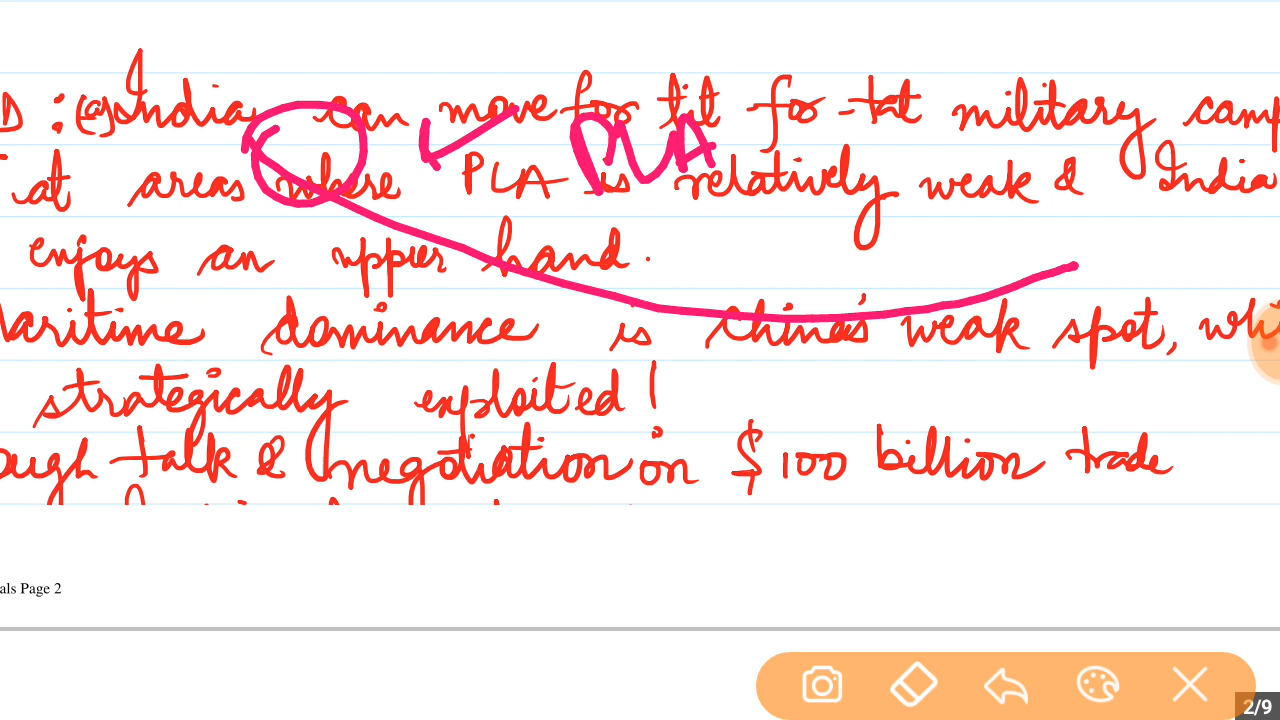 D : (a) India can move for tit for tat military camp
at areas where PLA is relatively weak & India
enjoys an upper hand.
Maritime dominance is China's weak spot, whi
strategically exploited!
ough talk & negotiation on $100 billion trade
PLA
als Page 2
2/9